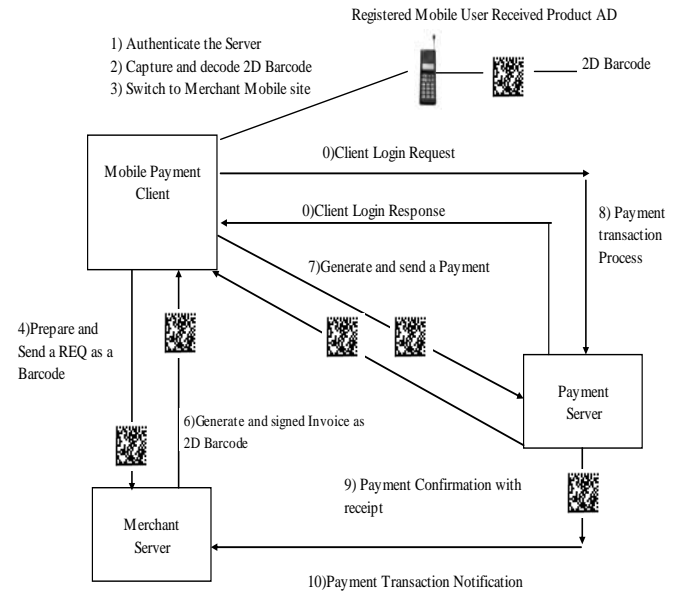 Registered Mobile User Received Product AD
1) Authenticate the Server
2) Capture and decode 2D Barcode
3) Switch to Merchant Mobile site
2D Barcode
Mobile Payment
Client
0)Client Login Request
0)Client Login Response
8) Payment
transaction
Process
7)Generate and send a Payment
4)Prepare and
Send a REQ as a
Barcode
Payment
Server
6)Generate and signed Invoice as
2D Barcode
9) Payment Confirmation with
receipt
Merchant
Server
10)Payment Transaction Notification